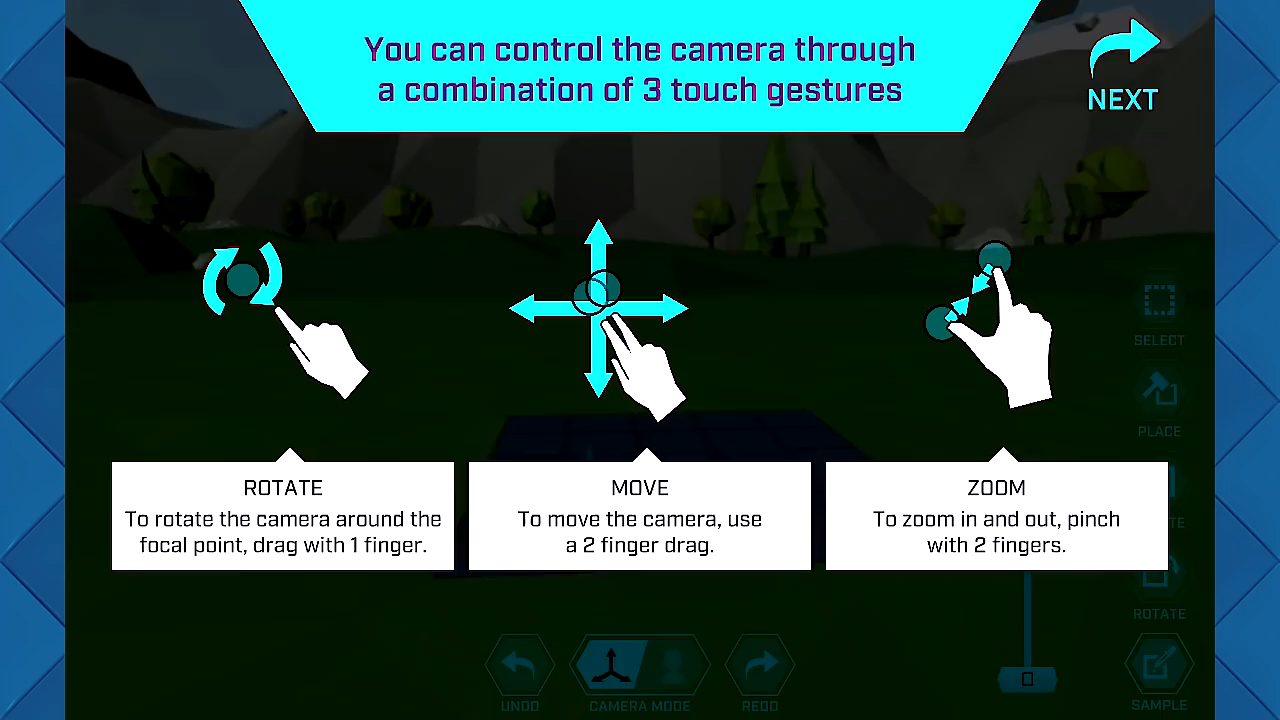 You can control the camera through
a combination of 3 touch gestures
NEXT
SELECT
PLACE
ROTATE
To rotate the camera around the
focal point, drag with 1 finger.
MOVE
To move the camera, use
a 2 finger drag.
ZOOM
To zoom in and out, pinch
with 2 fingers.
TE
ROTATE
UNDO
CAMERA MODE
REDO
SAMPLE